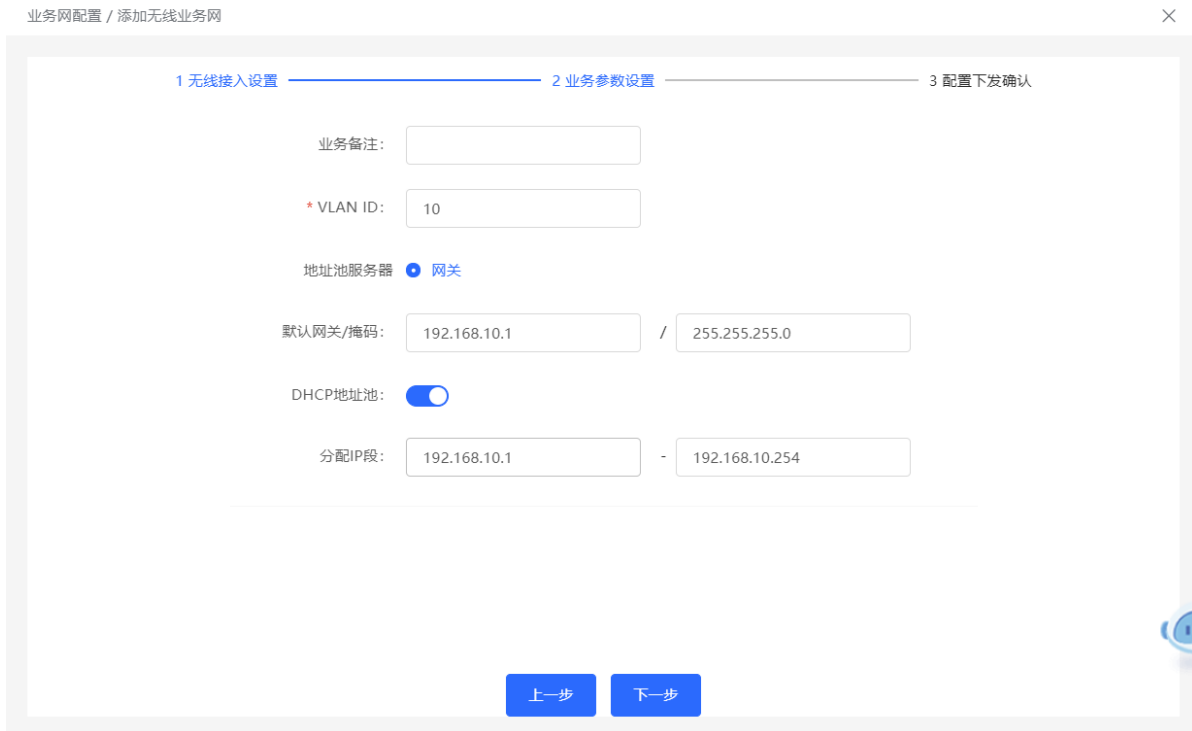 业务网配置 / 添加无线业务网
1 无线接入设置 2 业务参数设置 3 配置下发确认
业务备注：
* VLAN ID： 10
地址池服务器 网关
默认网关/掩码： 192.168.10.1 / 255.255.255.0
DHCP地址池：
分配IP段： 192.168.10.1 - 192.168.10.254
上一步 下一步